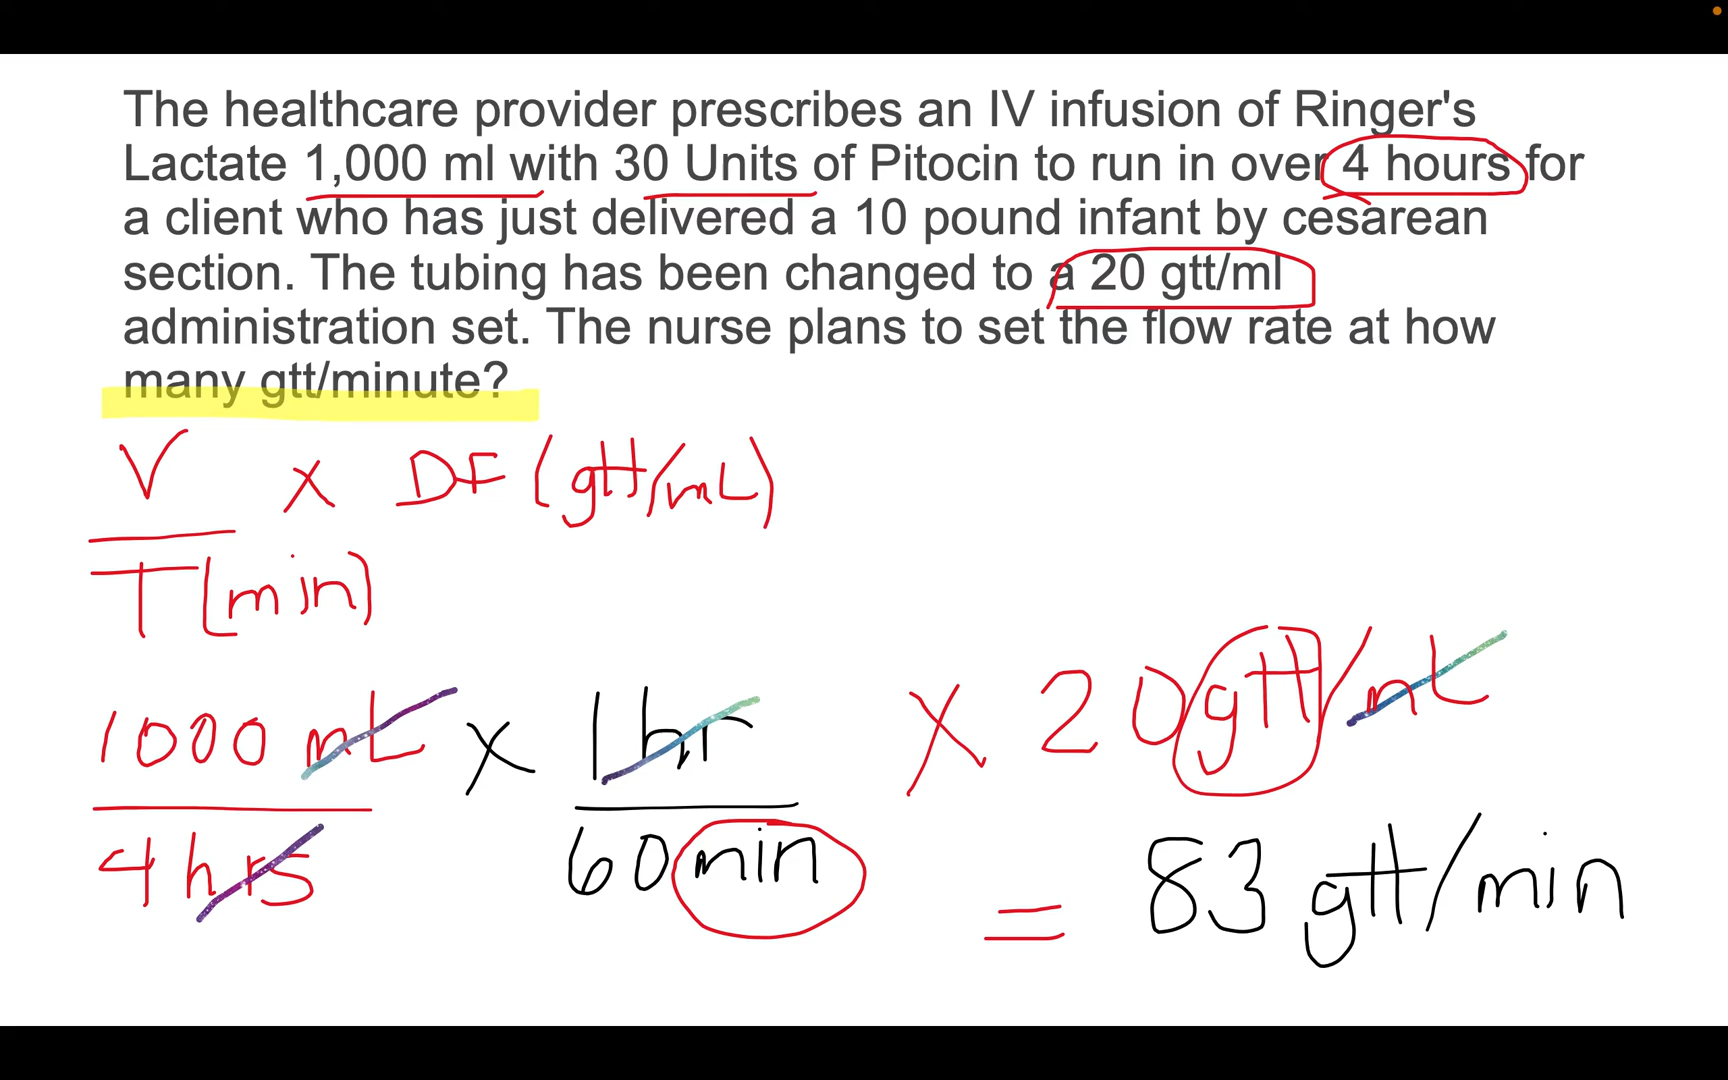 The healthcare provider prescribes an IV infusion of Ringer's
Lactate 1,000 ml with 30 Units of Pitocin to run in over 4 hours for
a client who has just delivered a 10 pound infant by cesarean
section. The tubing has been changed to a 20 gtt/ml
administration set. The nurse plans to set the flow rate at how
many gtt/minute?
V x DF (gtt/mL)
T (min)
1000 mL x 1 hr x 20 gtt/mL
4 hrs 60 min
= 83 gtt/min